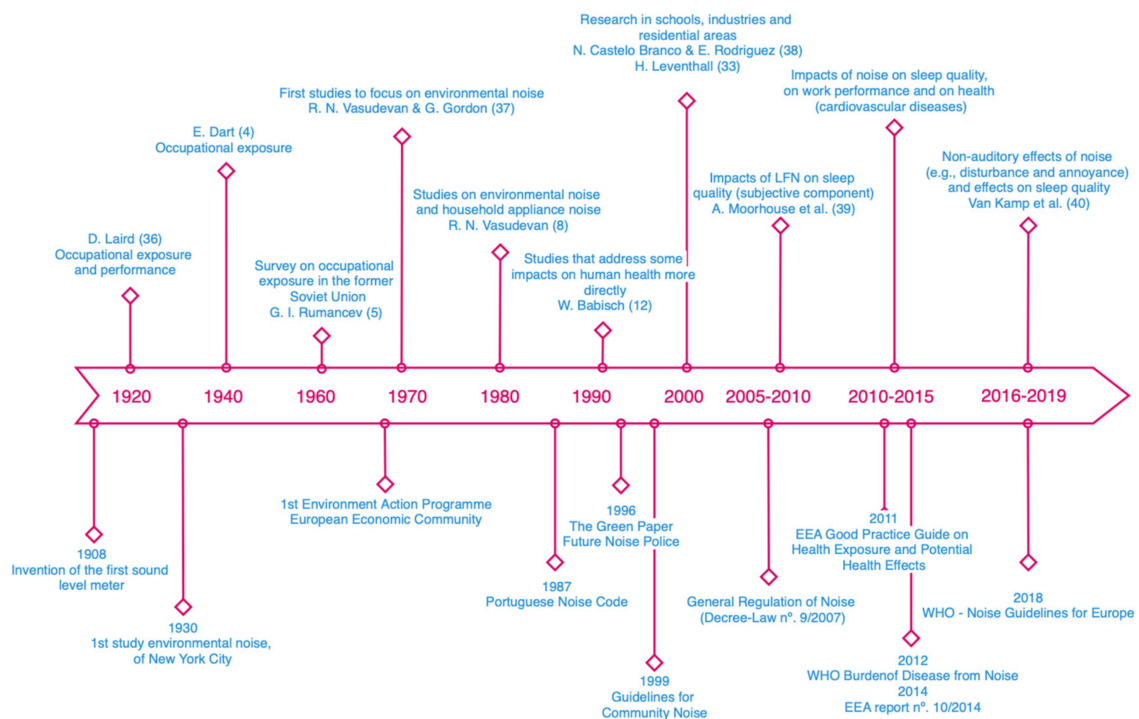 Research in schools, industries and
residential areas
N. Castelo Branco & E. Rodriguez (38)
H. Leventhall (33)
Impacts of noise on sleep quality,
on work performance and on health
(cardiovascular diseases)
First studies to focus on environmental noise
R. N. Vasudevan & G. Gordon (37)
E. Dart (4)
Occupational exposure
Non-auditory effects of noise
(e.g., disturbance and annoyance)
and effects on sleep quality
Van Kamp et al. (40)
Impacts of LFN on sleep
quality (subjective component)
A. Moorhouse et al. (39)
Studies on environmental noise
and household appliance noise
R. N. Vasudevan (8)
D. Laird (36)
Occupational exposure
and performance
Survey on occupational
exposure in the former
Soviet Union
G. I. Rumancev (5)
Studies that address some
impacts on human health more
directly
W. Babisch (12)
1920
1940
1960
1970
1980
1990
2000
2005-2010
2010-2015
2016-2019
1908
Invention of the first sound
level meter
1930
1st study environmental noise,
of New York City
1st Environment Action Programme
European Economic Community
1987
Portuguese Noise Code
1996
The Green Paper
Future Noise Police
1999
Guidelines for
Community Noise
General Regulation of Noise
(Decree-Law nº. 9/2007)
2011
EEA Good Practice Guide on
Health Exposure and Potential
Health Effects
2012
WHO Burdenof Disease from Noise
2014
EEA report nº. 10/2014
2018
WHO - Noise Guidelines for Europe